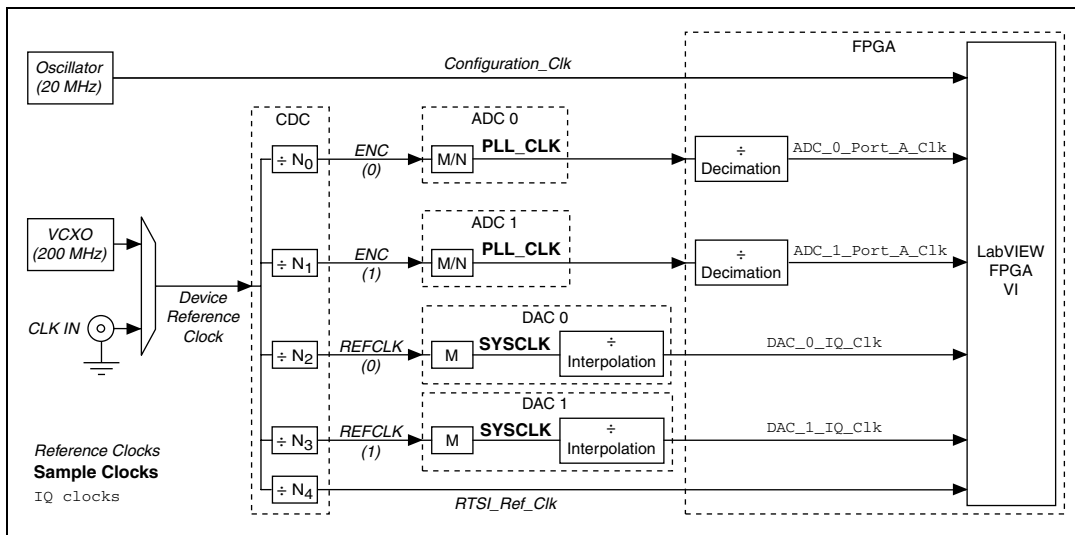 FPGA
Oscillator
(20 MHz)
Configuration_Clk
CDC
÷ N0
ENC
(0)
ADC 0
M/N
PLL_CLK
÷
Decimation
ADC_0_Port_A_Clk
VCXO
(200 MHz)
÷ N1
ENC
(1)
ADC 1
M/N
PLL_CLK
÷
Decimation
ADC_1_Port_A_Clk
LabVIEW
FPGA
VI
Device
Reference
Clock
CLK IN
÷ N2
REFCLK
(0)
DAC 0
M
SYSCLK
÷
Interpolation
DAC_0_IQ_Clk
÷ N3
REFCLK
(1)
DAC 1
M
SYSCLK
÷
Interpolation
DAC_1_IQ_Clk
÷ N4
RTSI_Ref_Clk
Reference Clocks
Sample Clocks
IQ clocks